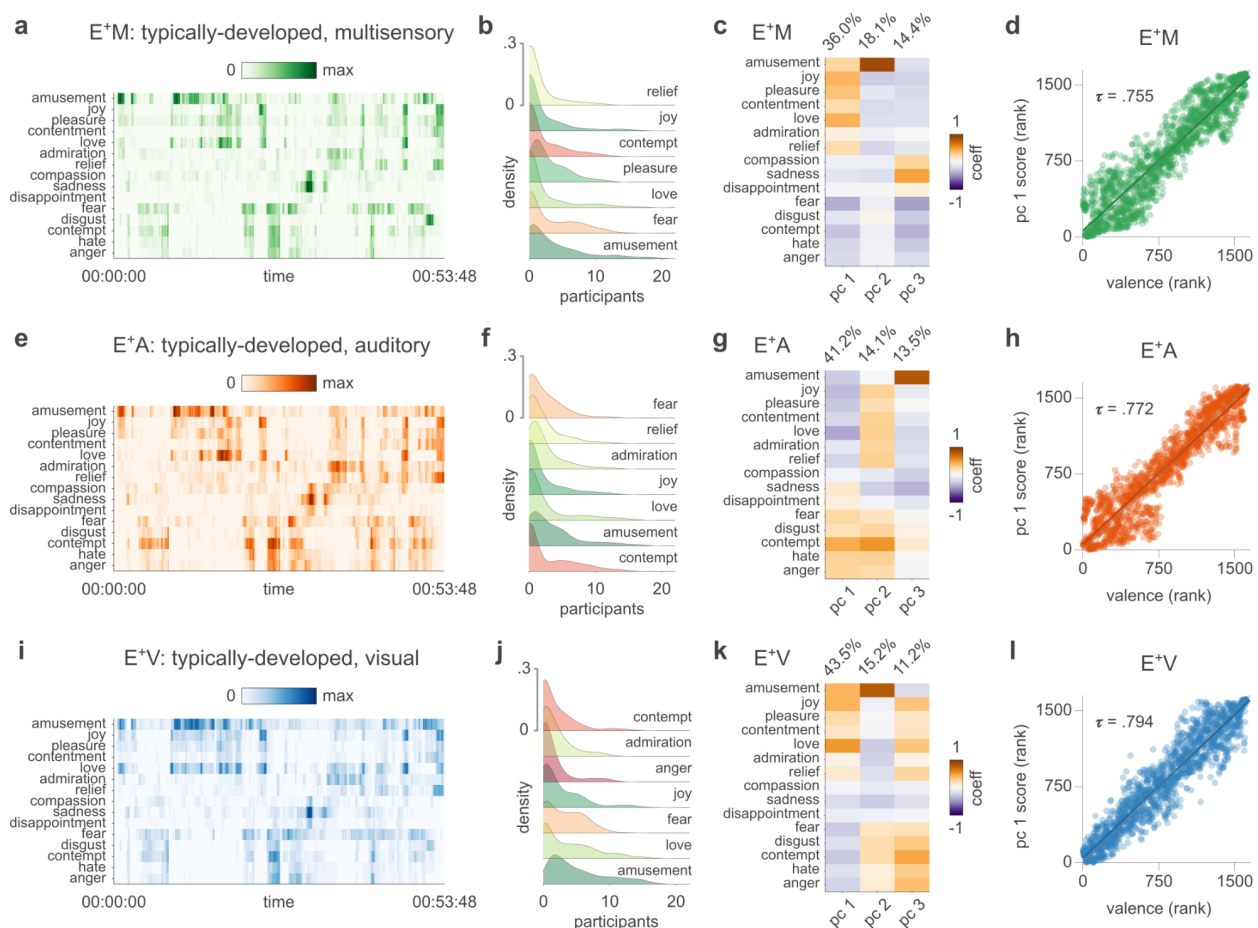 a
E⁺M: typically-developed, multisensory
0 max
amusement
joy
pleasure
contentment
love
admiration
relief
compassion
sadness
disappointment
fear
disgust
contempt
hate
anger
00:00:00 time 00:53:48
b
.3
0
density
relief
joy
contempt
pleasure
love
fear
amusement
0 10 20
participants
c
E⁺M
36.0% 18.1% 14.4%
amusement
joy
pleasure
contentment
love
admiration
relief
compassion
sadness
disappointment
fear
disgust
contempt
hate
anger
pc 1 pc 2 pc 3
1
coeff
-1
d
E⁺M
τ = .755
pc 1 score (rank)
1500
750
0
0 750 1500
valence (rank)
e
E⁺A: typically-developed, auditory
0 max
amusement
joy
pleasure
contentment
love
admiration
relief
compassion
sadness
disappointment
fear
disgust
contempt
hate
anger
00:00:00 time 00:53:48
f
.3
0
density
fear
relief
admiration
joy
love
amusement
contempt
0 10 20
participants
g
E⁺A
41.2% 14.1% 13.5%
amusement
joy
pleasure
contentment
love
admiration
relief
compassion
sadness
disappointment
fear
disgust
contempt
hate
anger
pc 1 pc 2 pc 3
1
coeff
-1
h
E⁺A
τ = .772
pc 1 score (rank)
1500
750
0
0 750 1500
valence (rank)
i
E⁺V: typically-developed, visual
0 max
amusement
joy
pleasure
contentment
love
admiration
relief
compassion
sadness
disappointment
fear
disgust
contempt
hate
anger
00:00:00 time 00:53:48
j
.3
0
density
contempt
admiration
anger
joy
fear
love
amusement
0 10 20
participants
k
E⁺V
43.5% 15.2% 11.2%
amusement
joy
pleasure
contentment
love
admiration
relief
compassion
sadness
disappointment
fear
disgust
contempt
hate
anger
pc 1 pc 2 pc 3
1
coeff
-1
l
E⁺V
τ = .794
pc 1 score (rank)
1500
750
0
0 750 1500
valence (rank)